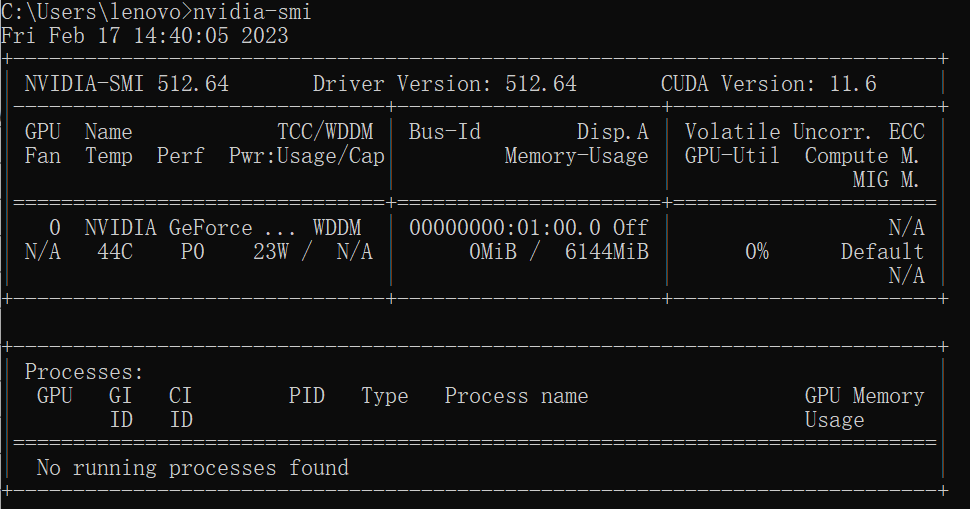 C:\Users\lenovo>nvidia-smi
Fri Feb 17 14:40:05 2023
NVIDIA-SMI 512.64 Driver Version: 512.64 CUDA Version: 11.6
GPU Name TCC/WDDM Bus-Id Disp.A Volatile Uncorr. ECC
Fan Temp Perf Pwr:Usage/Cap Memory-Usage GPU-Util Compute M.
MIG M.
0 NVIDIA GeForce ... WDDM 00000000:01:00.0 Off N/A
N/A 44C P0 23W / N/A 0MiB / 6144MiB 0% Default
N/A
Processes:
GPU GI CI PID Type Process name GPU Memory
ID ID Usage
No running processes found